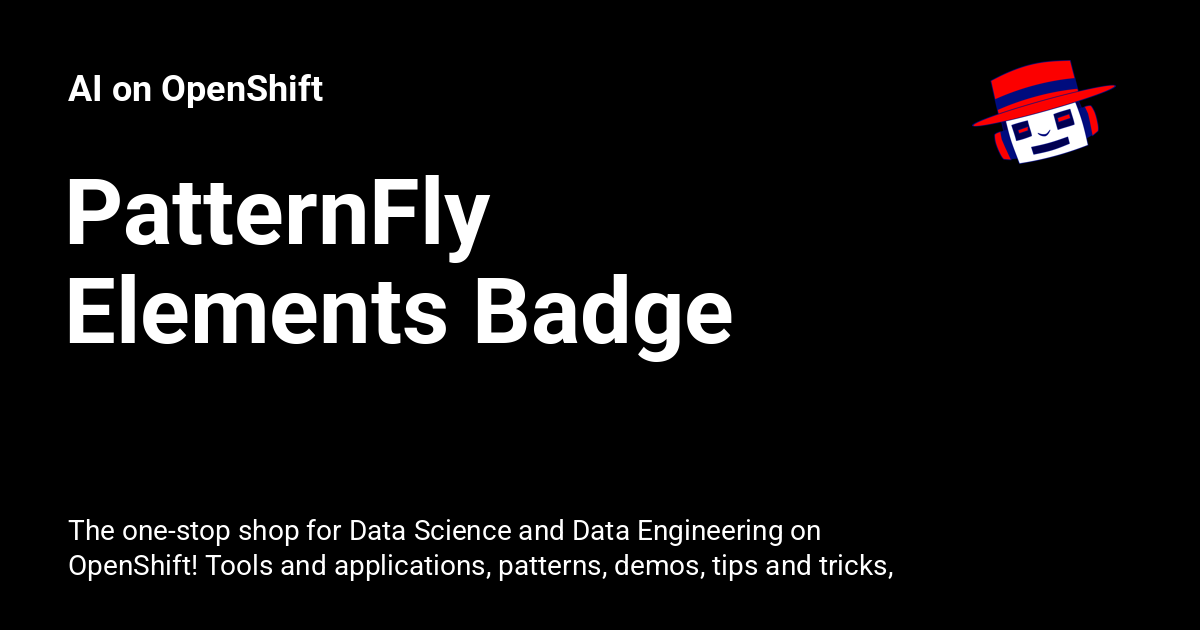 AI on OpenShift
PatternFly
Elements Badge
The one-stop shop for Data Science and Data Engineering on
OpenShift! Tools and applications, patterns, demos, tips and tricks,